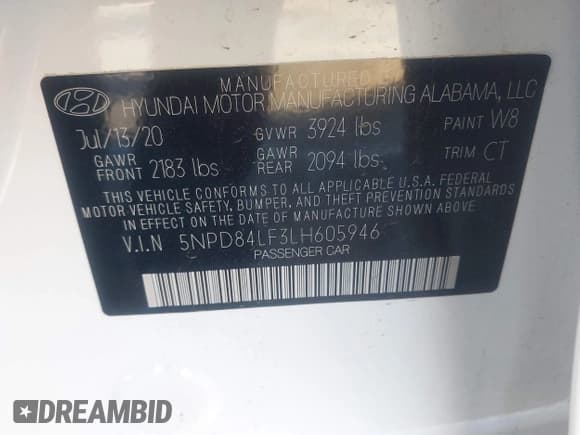 MANUFACTURED BY
HYUNDAI MOTOR MANUFACTURING ALABAMA, LLC
Jul/13/20 GVWR 3924 lbs PAINT W8
GAWR FRONT 2183 lbs GAWR REAR 2094 lbs TRIM CT
THIS VEHICLE CONFORMS TO ALL APPLICABLE U.S.A. FEDERAL
MOTOR VEHICLE SAFETY, BUMPER, AND THEFT PREVENTION STANDARDS
IN EFFECT ON THE DATE OF MANUFACTURE SHOWN ABOVE.
V.I.N 5NPD84LF3LH605946
PASSENGER CAR
DREAMBID